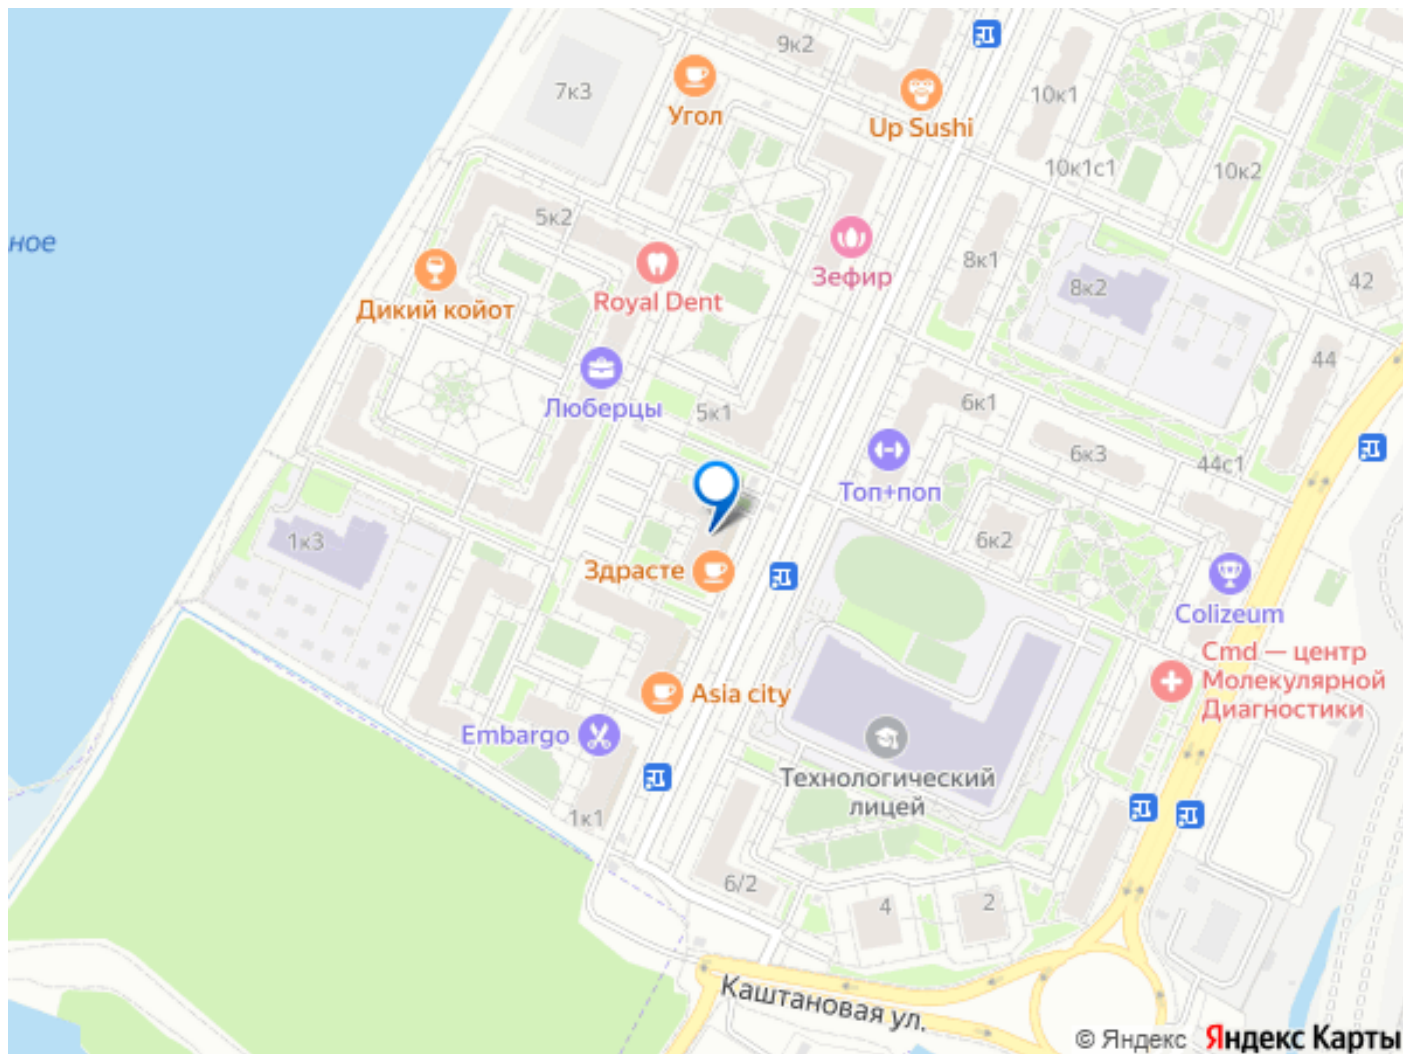 9к2
7к3
Угол
Up Sushi
10к1
10к1с1
10к2
5к2
ное
Зефир
8к1
8к2
42
Дикий койот
Royal Dent
44
Люберцы
5к1
6к1
6к3
44с1
Топ+поп
1к3
6к2
Здрасте
Colizeum
Cmd — центр
Молекулярной
Диагностики
Asia city
Embargo
Технологический
лицей
1к1
6/2
4
2
Каштановая ул.
© Яндекс Яндекс Карты